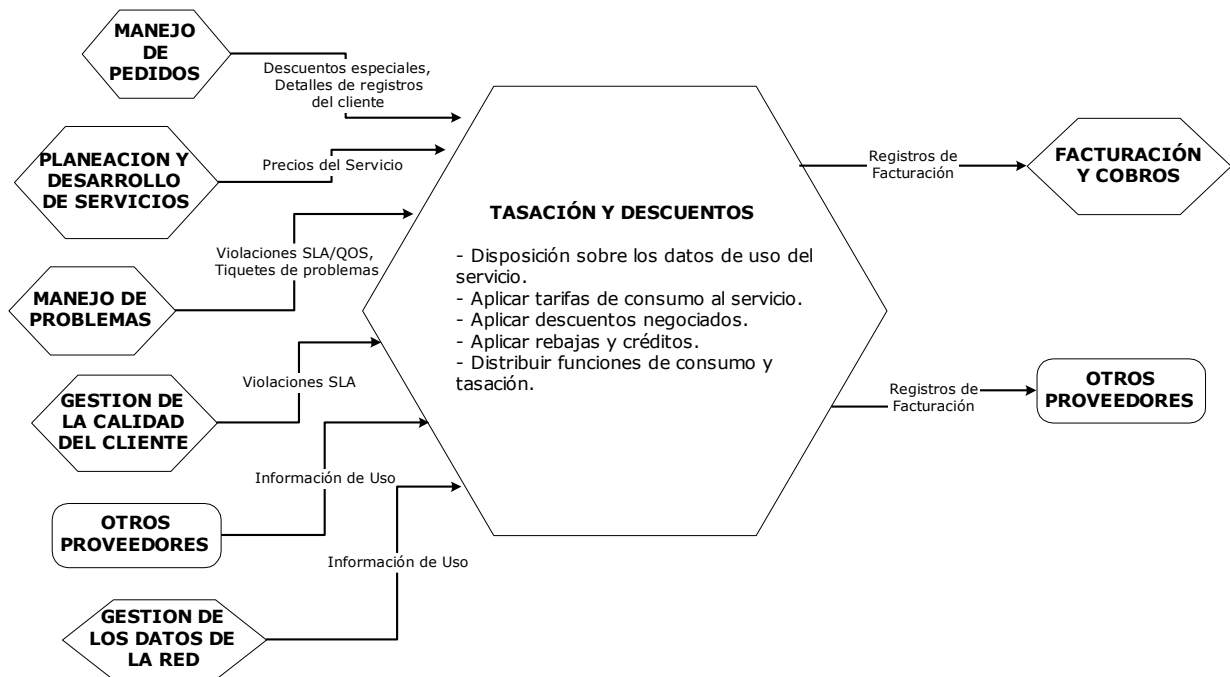 MANEJO
DE
PEDIDOS
Descuentos especiales,
Detalles de registros
del cliente
PLANEACION Y
DESARROLLO
DE SERVICIOS
Precios del Servicio
Violaciones SLA/QOS,
Tiquetes de problemas
MANEJO DE
PROBLEMAS
Violaciones SLA
GESTION DE
LA CALIDAD
DEL CLIENTE
Información de Uso
OTROS
PROVEEDORES
Información de Uso
GESTION DE
LOS DATOS DE
LA RED
TASACIÓN Y DESCUENTOS
- Disposición sobre los datos de uso del
servicio.
- Aplicar tarifas de consumo al servicio.
- Aplicar descuentos negociados.
- Aplicar rebajas y créditos.
- Distribuir funciones de consumo y
tasación.
Registros de
Facturación
FACTURACIÓN
Y COBROS
Registros de
Facturación
OTROS
PROVEEDORES